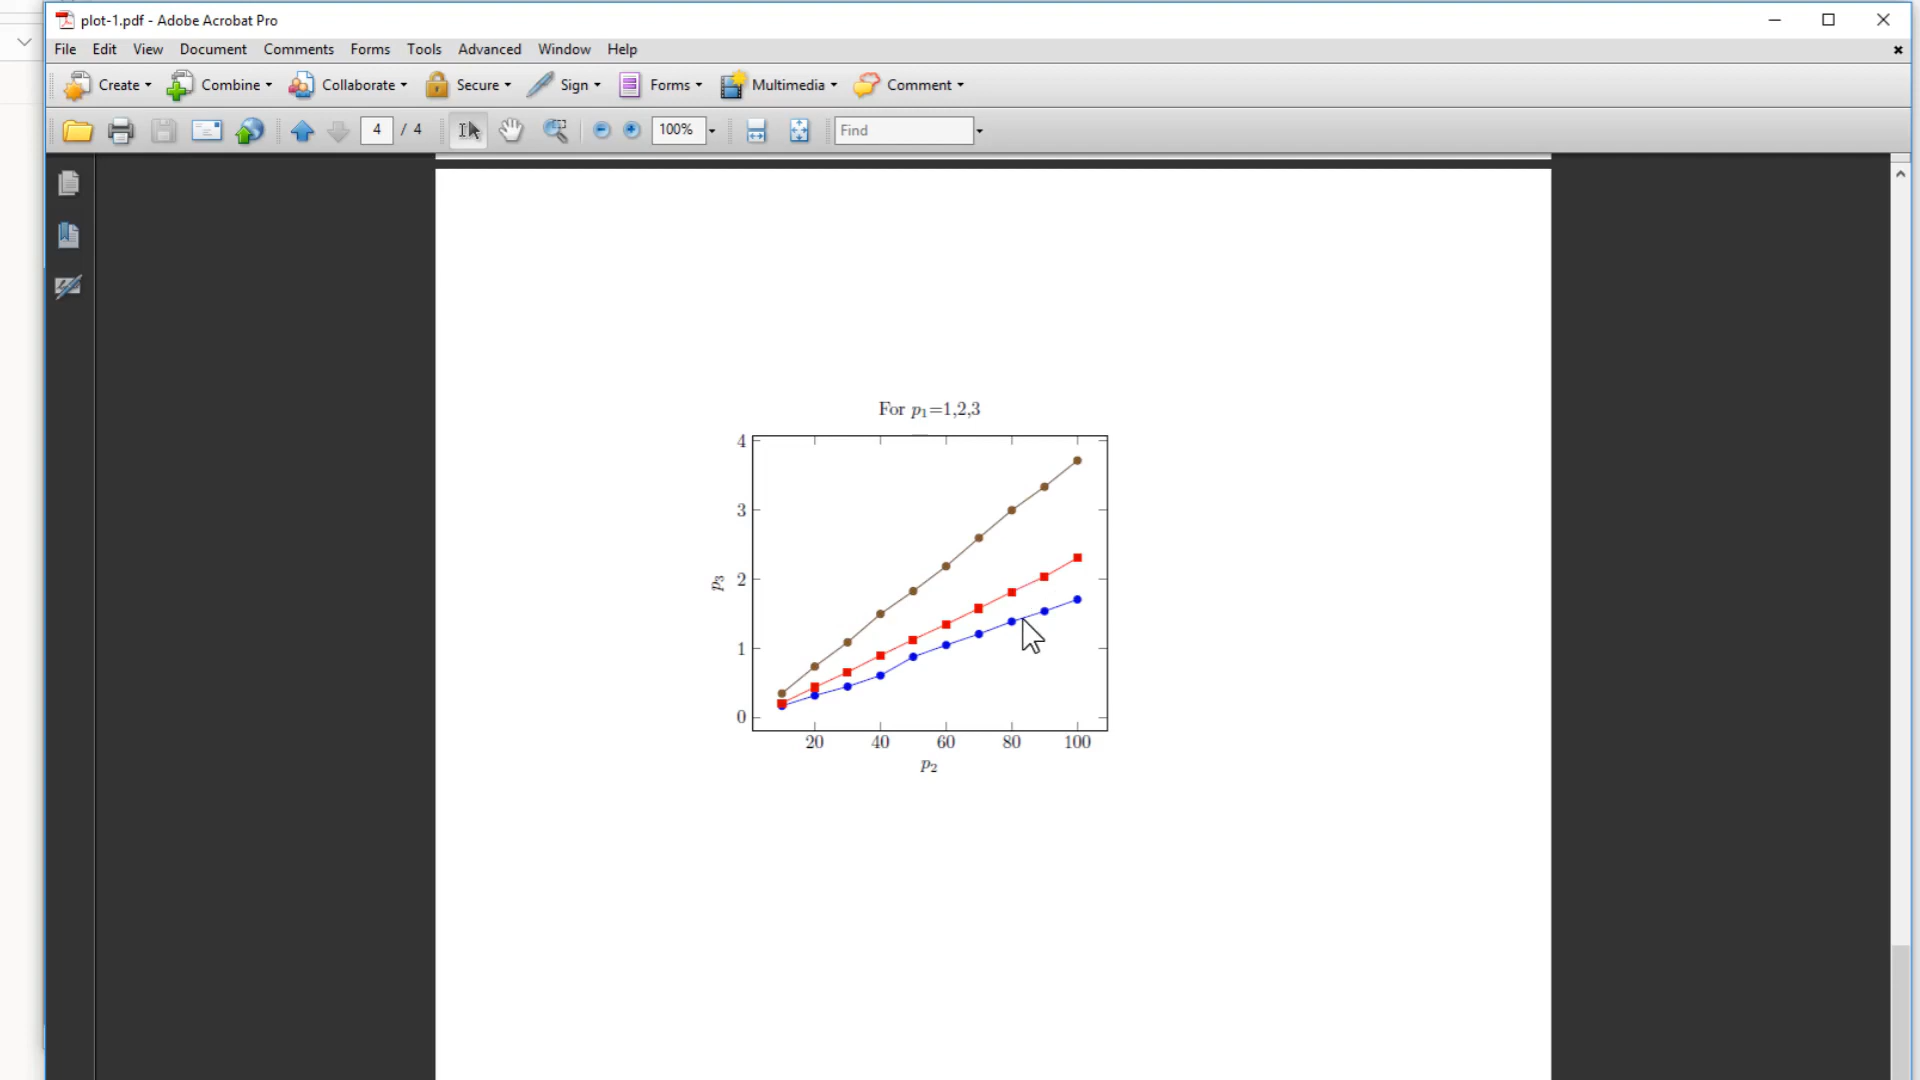 plot-1.pdf - Adobe Acrobat Pro
File Edit View Document Comments Forms Tools Advanced Window Help
Create Combine Collaborate Secure Sign Forms Multimedia Comment
4 / 4 100% Find
For p₁=1,2,3
4
3
2
1
0
p₃
20 40 60 80 100
p₂